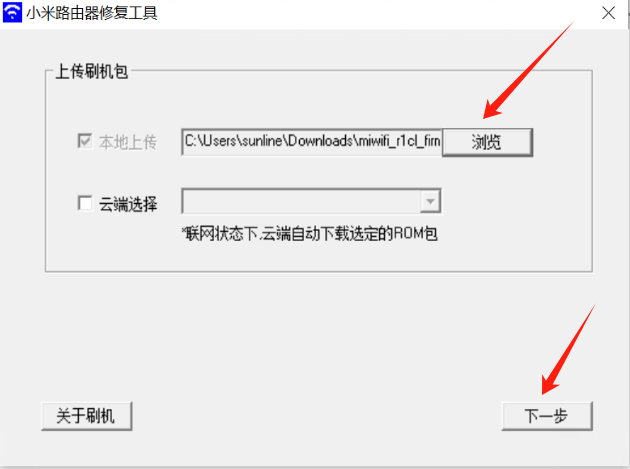 小米路由器修复工具
上传刷机包
本地上传 C:\Users\sunline\Downloads\miwifi_r1cl_firm 浏览
云端选择
*联网状态下,云端自动下载选定的ROM包
关于刷机 下一步